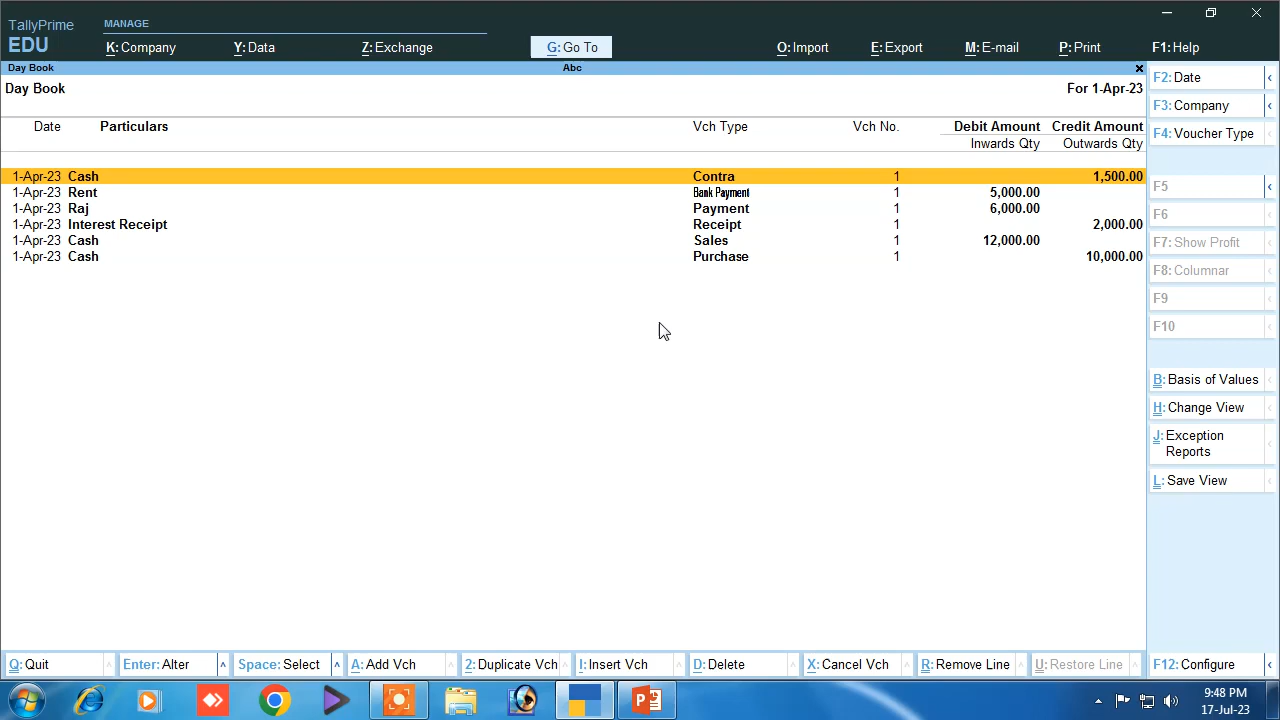 TallyPrime
EDU
MANAGE
K: Company Y: Data Z: Exchange G: Go To O: Import E: Export M: E-mail P: Print F1: Help
Day Book Abc
Day Book For 1-Apr-23
Date Particulars Vch Type Vch No. Debit Amount Credit Amount
Inwards Qty Outwards Qty
1-Apr-23 Cash Contra 1 1,500.00
1-Apr-23 Rent Bank Payment 1 5,000.00
1-Apr-23 Raj Payment 1 6,000.00
1-Apr-23 Interest Receipt Receipt 1 2,000.00
1-Apr-23 Cash Sales 1 12,000.00
1-Apr-23 Cash Purchase 1 10,000.00
F2: Date
F3: Company
F4: Voucher Type
F5
F6
F7: Show Profit
F8: Columnar
F9
F10
B: Basis of Values
H: Change View
J: Exception
Reports
L: Save View
Q: Quit Enter: Alter Space: Select A: Add Vch 2: Duplicate Vch I: Insert Vch D: Delete X: Cancel Vch R: Remove Line U: Restore Line F12: Configure
9:48 PM
17-Jul-23